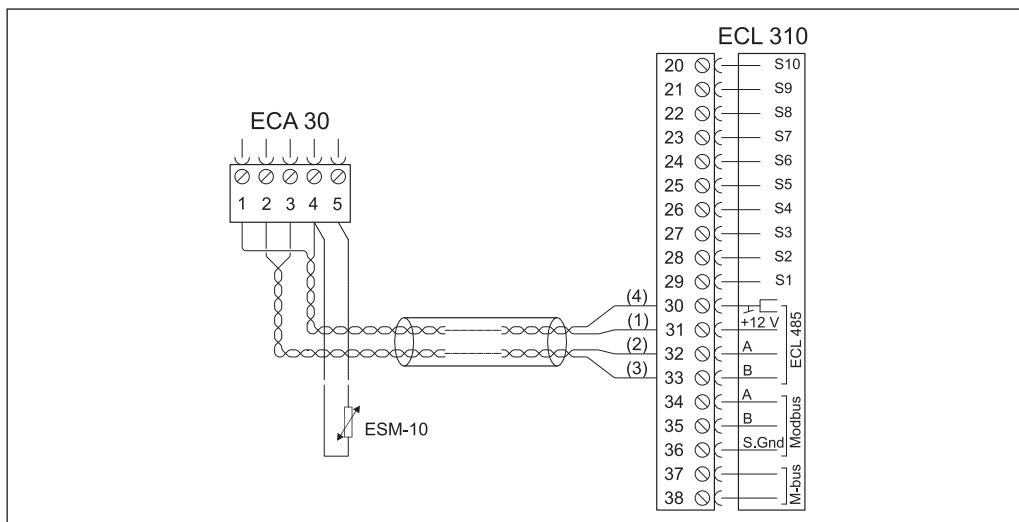 ECL 310
ECA 30
1 2 3 4 5
20 S10
21 S9
22 S8
23 S7
24 S6
25 S5
26 S4
27 S3
28 S2
29 S1
(4) 30
(1) 31 +12 V
(2) 32 A
(3) 33 B
ECL 485
34 A
35 B
36 S.Gnd
Modbus
37
38
M-bus
ESM-10